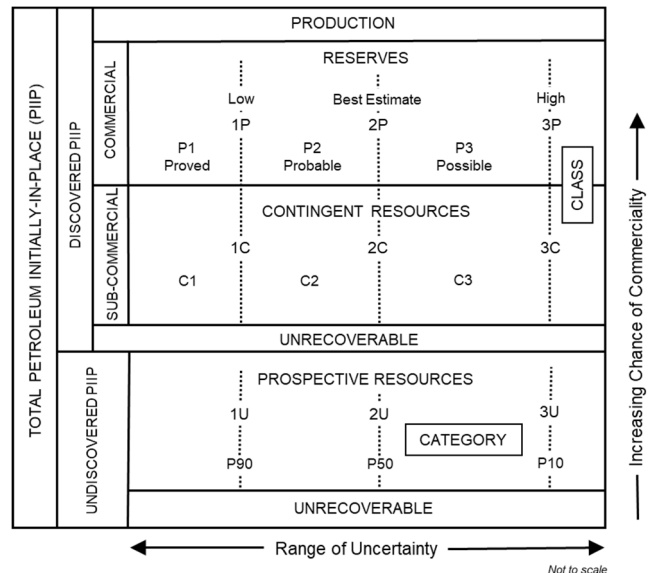 TOTAL PETROLEUM INITIALLY-IN-PLACE (PIIP)
DISCOVERED PIIP
UNDISCOVERED PIIP
COMMERCIAL
SUB-COMMERCIAL
PRODUCTION
RESERVES
Low Best Estimate High
1P 2P 3P
P1 P2 P3
Proved Probable Possible
CLASS
CONTINGENT RESOURCES
1C 2C 3C
C1 C2 C3
UNRECOVERABLE
PROSPECTIVE RESOURCES
1U 2U 3U
CATEGORY
P90 P50 P10
UNRECOVERABLE
Increasing Chance of Commerciality
Range of Uncertainty
Not to scale